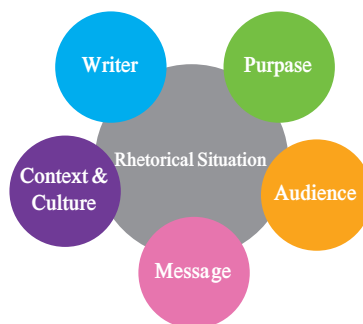 Writer
Purpase
Rhetorical Situation
Context &
Culture
Audience
Message